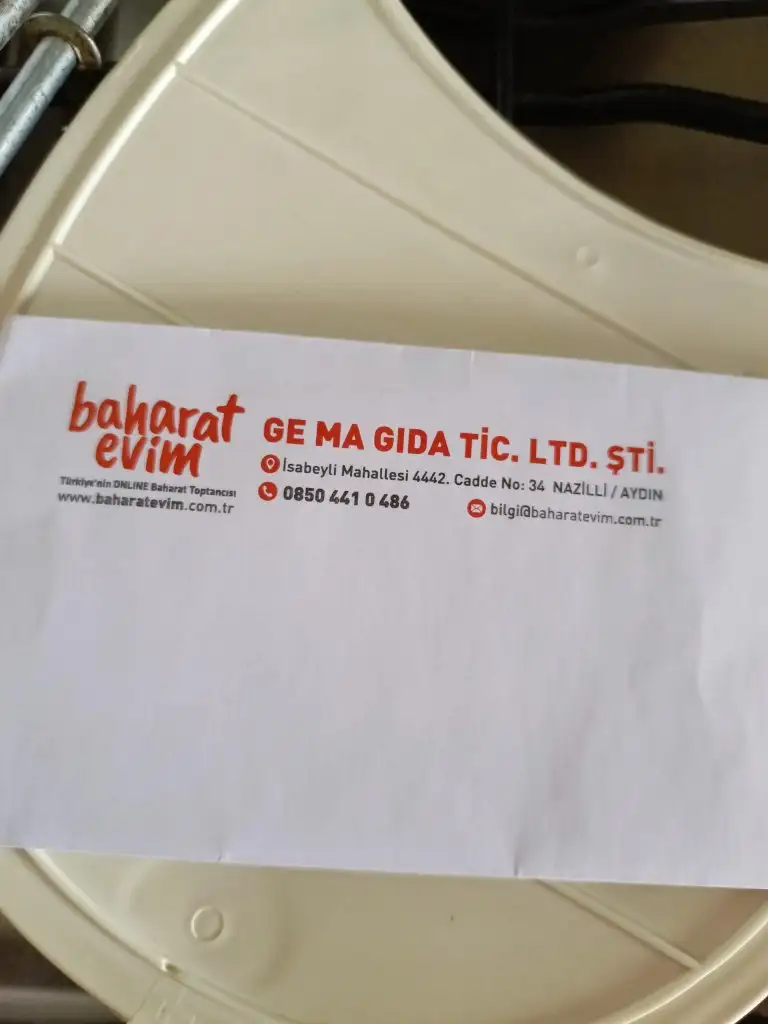 baharat
evim
Türkiye'nin ONLINE Baharat Toptancısı
www.baharatevim.com.tr
GE MA GIDA TİC. LTD. ŞTİ.
İsabeyli Mahallesi 4442. Cadde No: 34 NAZİLLİ / AYDIN
0850 441 0 486
bilgi@baharatevim.com.tr